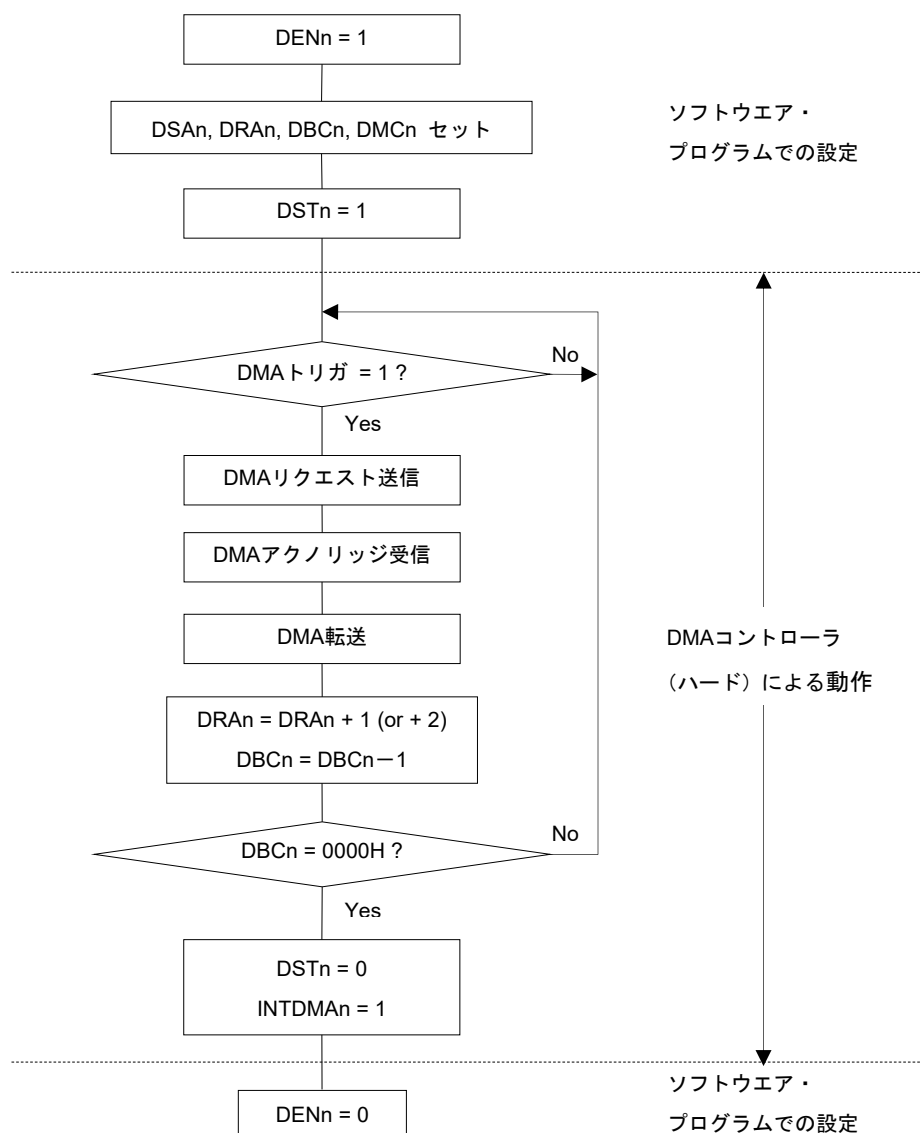 DENn = 1
DSAn, DRAn, DBCn, DMCn セット
DSTn = 1
ソフトウエア・
プログラムでの設定
DMAトリガ = 1 ?
No
Yes
DMAリクエスト送信
DMAアクノリッジ受信
DMA転送
DRAn = DRAn + 1 (or + 2)
DBCn = DBCn－1
DBCn = 0000H ?
No
Yes
DSTn = 0
INTDMAn = 1
DMAコントローラ
（ハード）による動作
DENn = 0
ソフトウエア・
プログラムでの設定